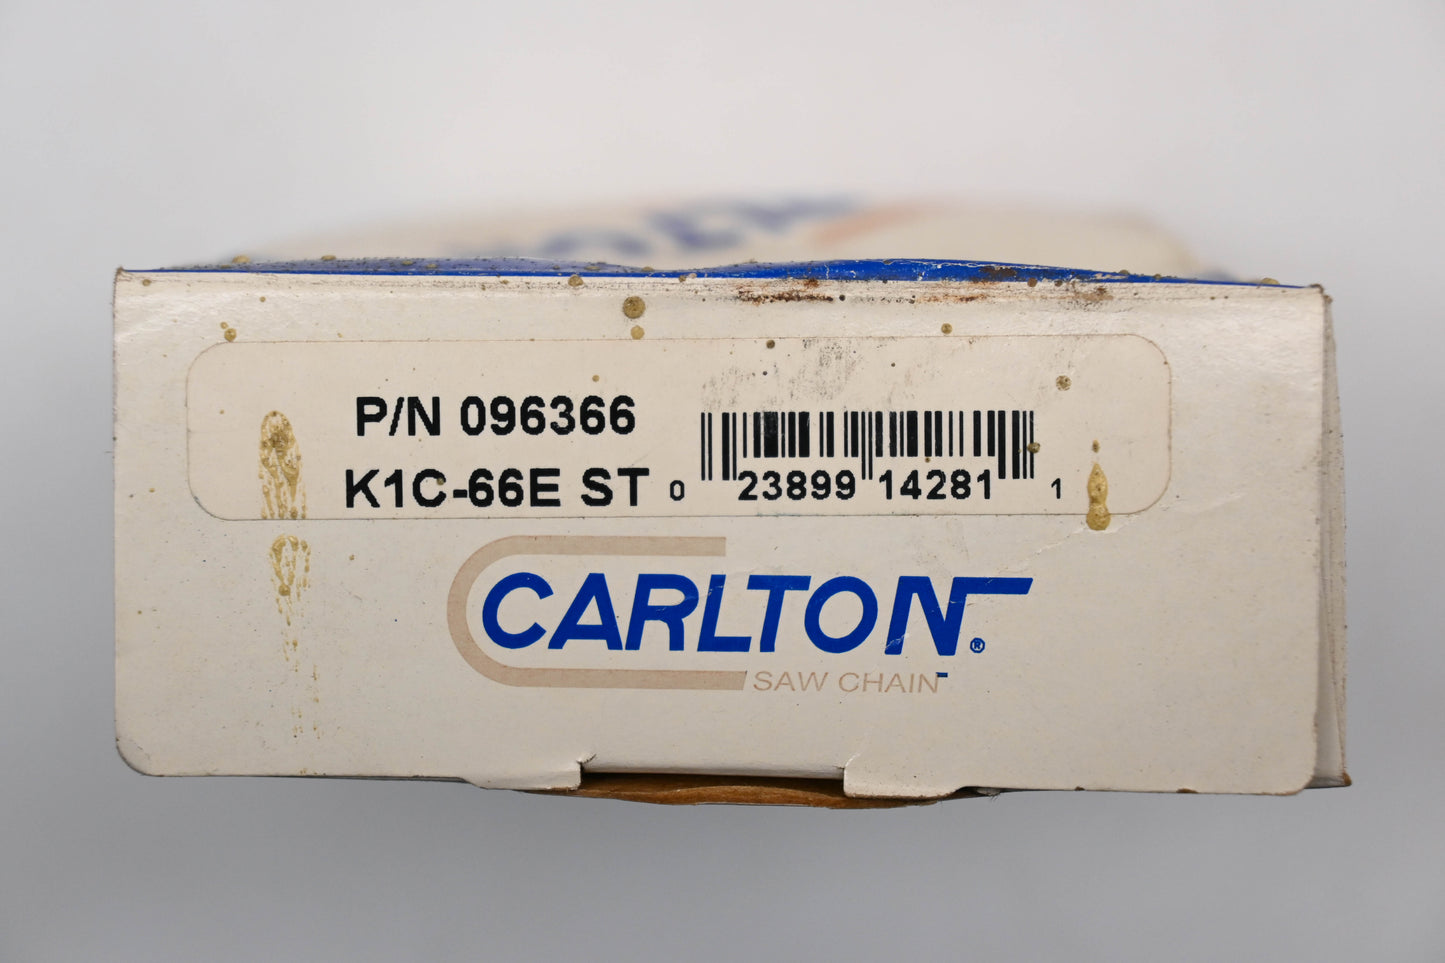 P/N 096366
K1C-66E ST
0 23899 14281 1
CARLTON®
SAW CHAIN